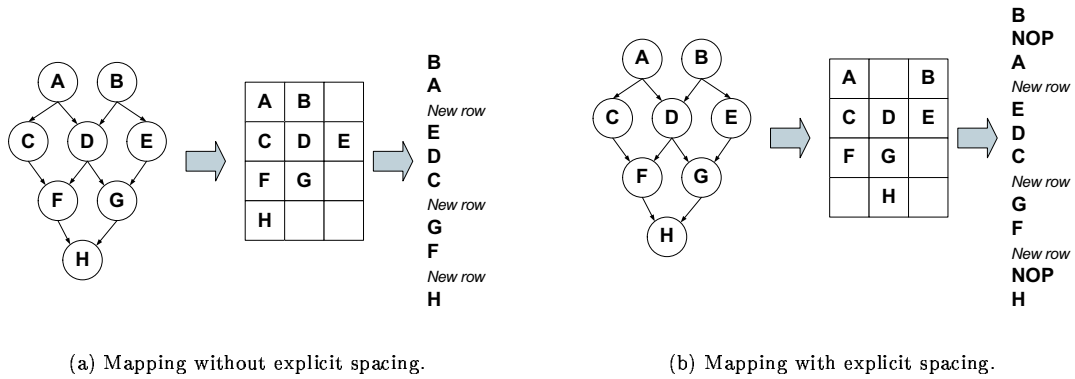 A B
C D E
F G
H
A B
C D E
F G
H
B
A
New row
E
D
C
New row
G
F
New row
H
(a) Mapping without explicit spacing.
A B
C D E
F G
H
A B
C D E
F G
H
B
NOP
A
New row
E
D
C
New row
G
F
New row
NOP
H
(b) Mapping with explicit spacing.